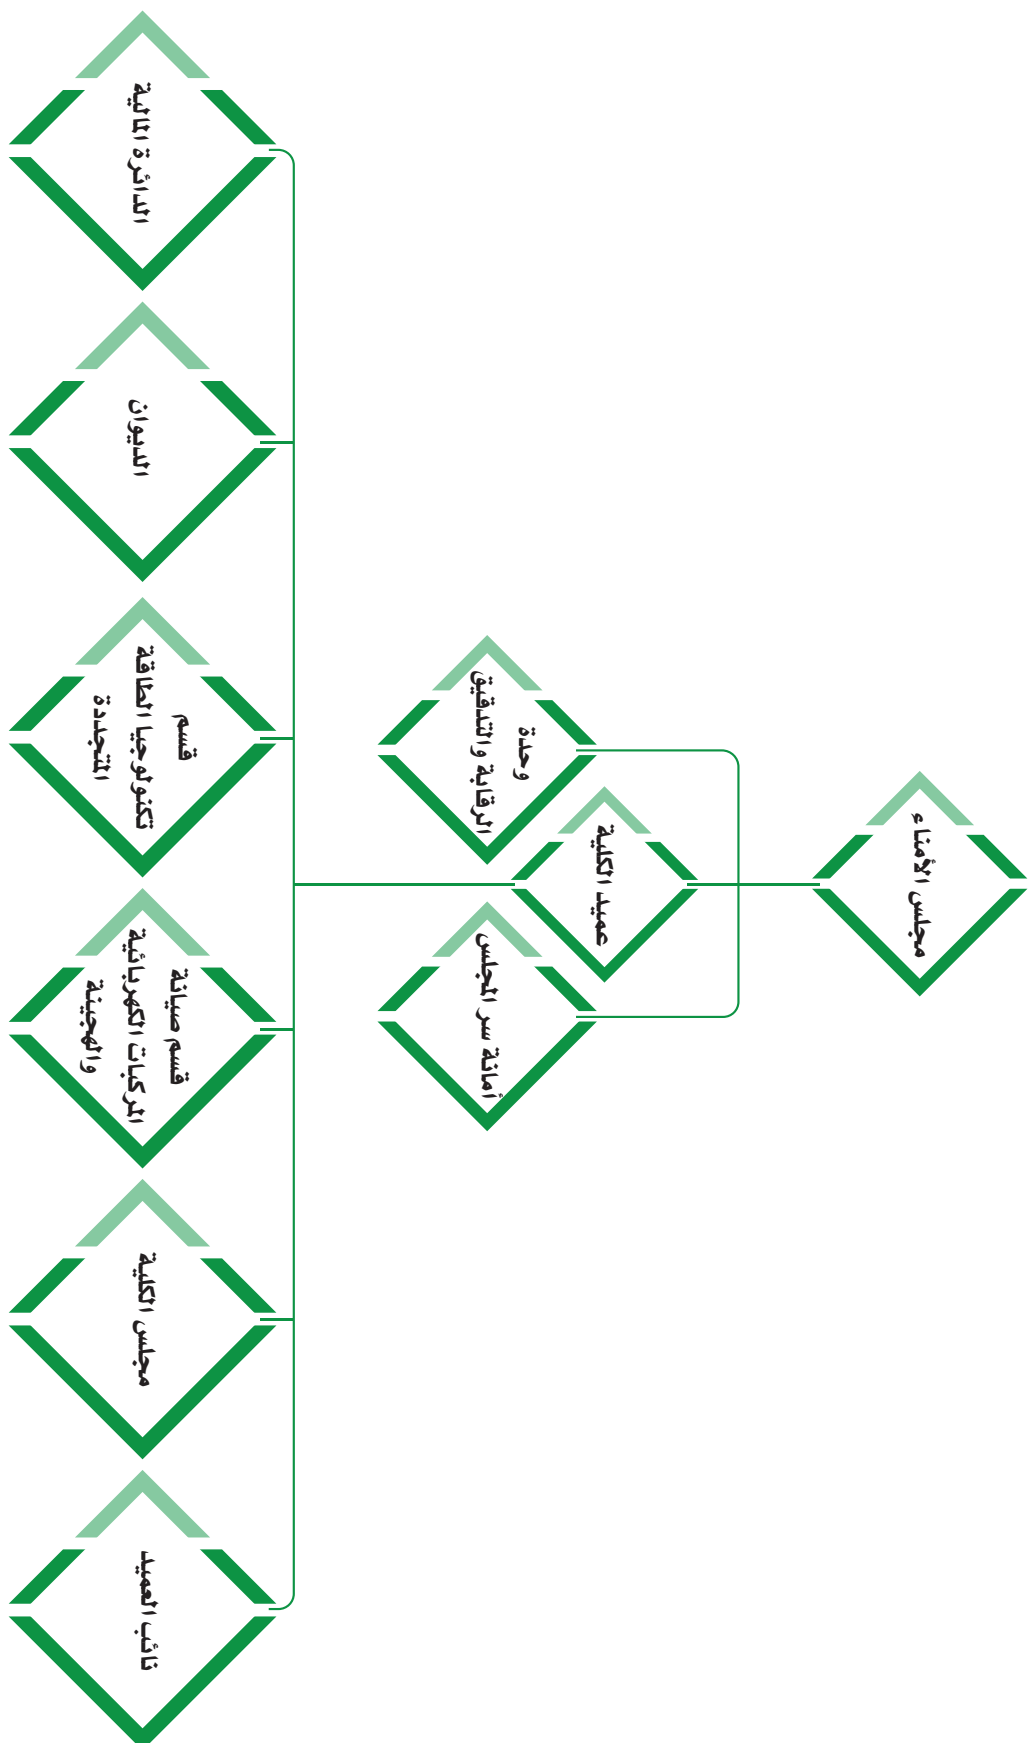 مجلس الأمناء
وحدة
الرقابة والتدقيق
عميد الكلية
أمانة سر المجلس
الدائرة المالية
الديوان
قسم
تكنولوجيا الطاقة
المتجددة
قسم صيانة
المركبات الكهربائية
والهجينة
مجلس الكلية
نائب العميد